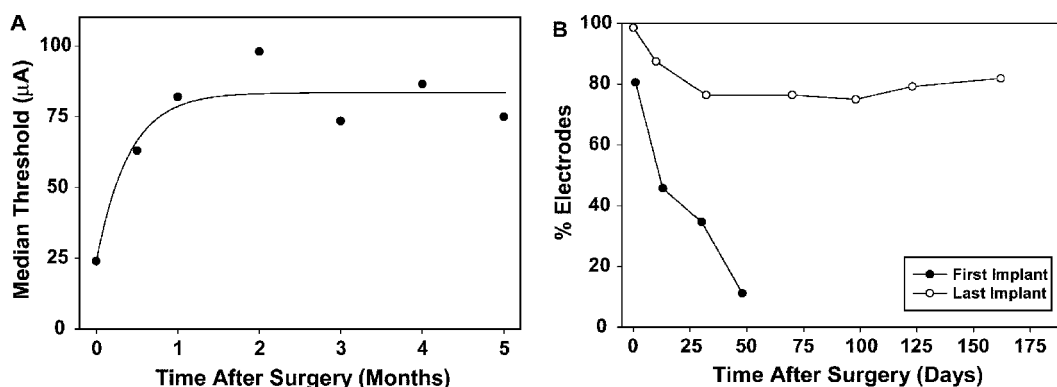 A
Median Threshold (µA)
100
75
50
25
0
0 1 2 3 4 5
Time After Surgery (Months)
B
% Electrodes
100
80
60
40
20
0
0 25 50 75 100 125 150 175
Time After Surgery (Days)
First Implant
Last Implant